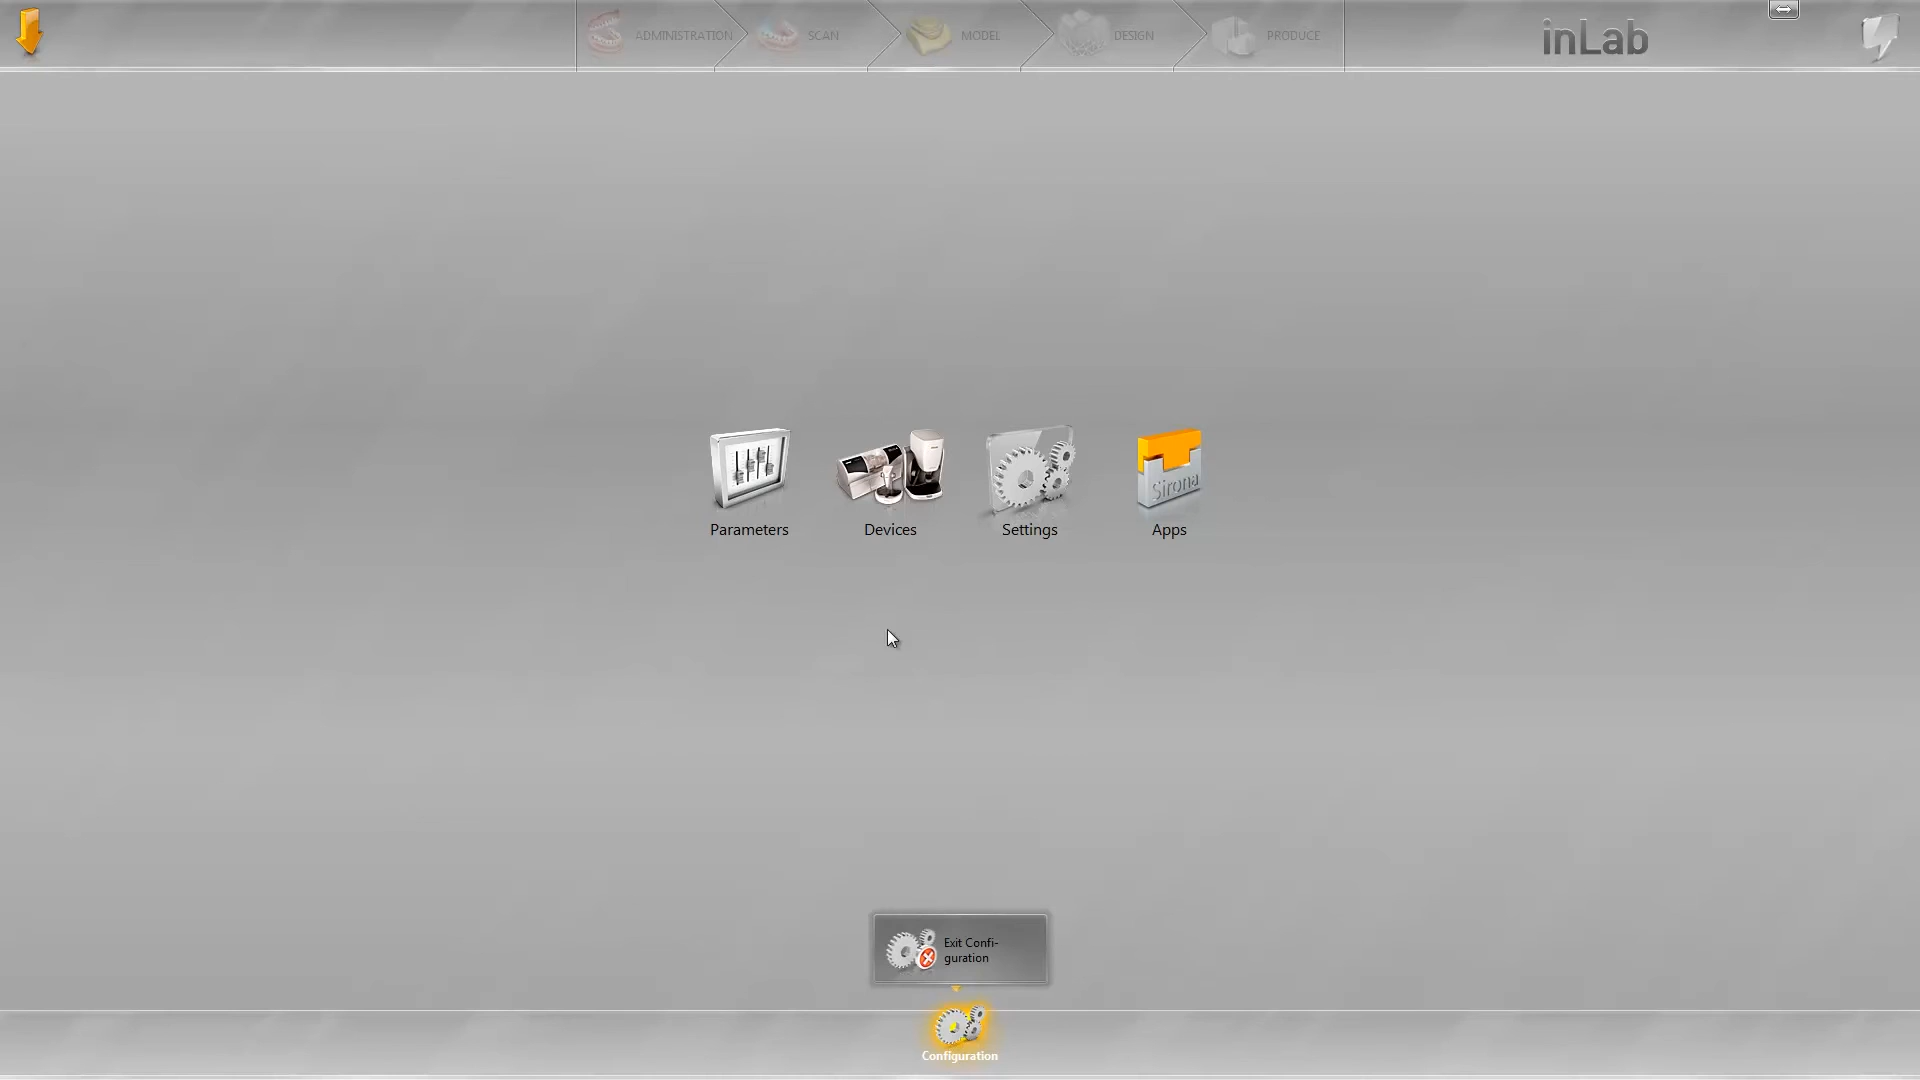 ADMINISTRATION
SCAN
MODEL
DESIGN
PRODUCE
inLab
Sirona
Parameters
Devices
Settings
Apps
Exit Confi-
guration
Configuration